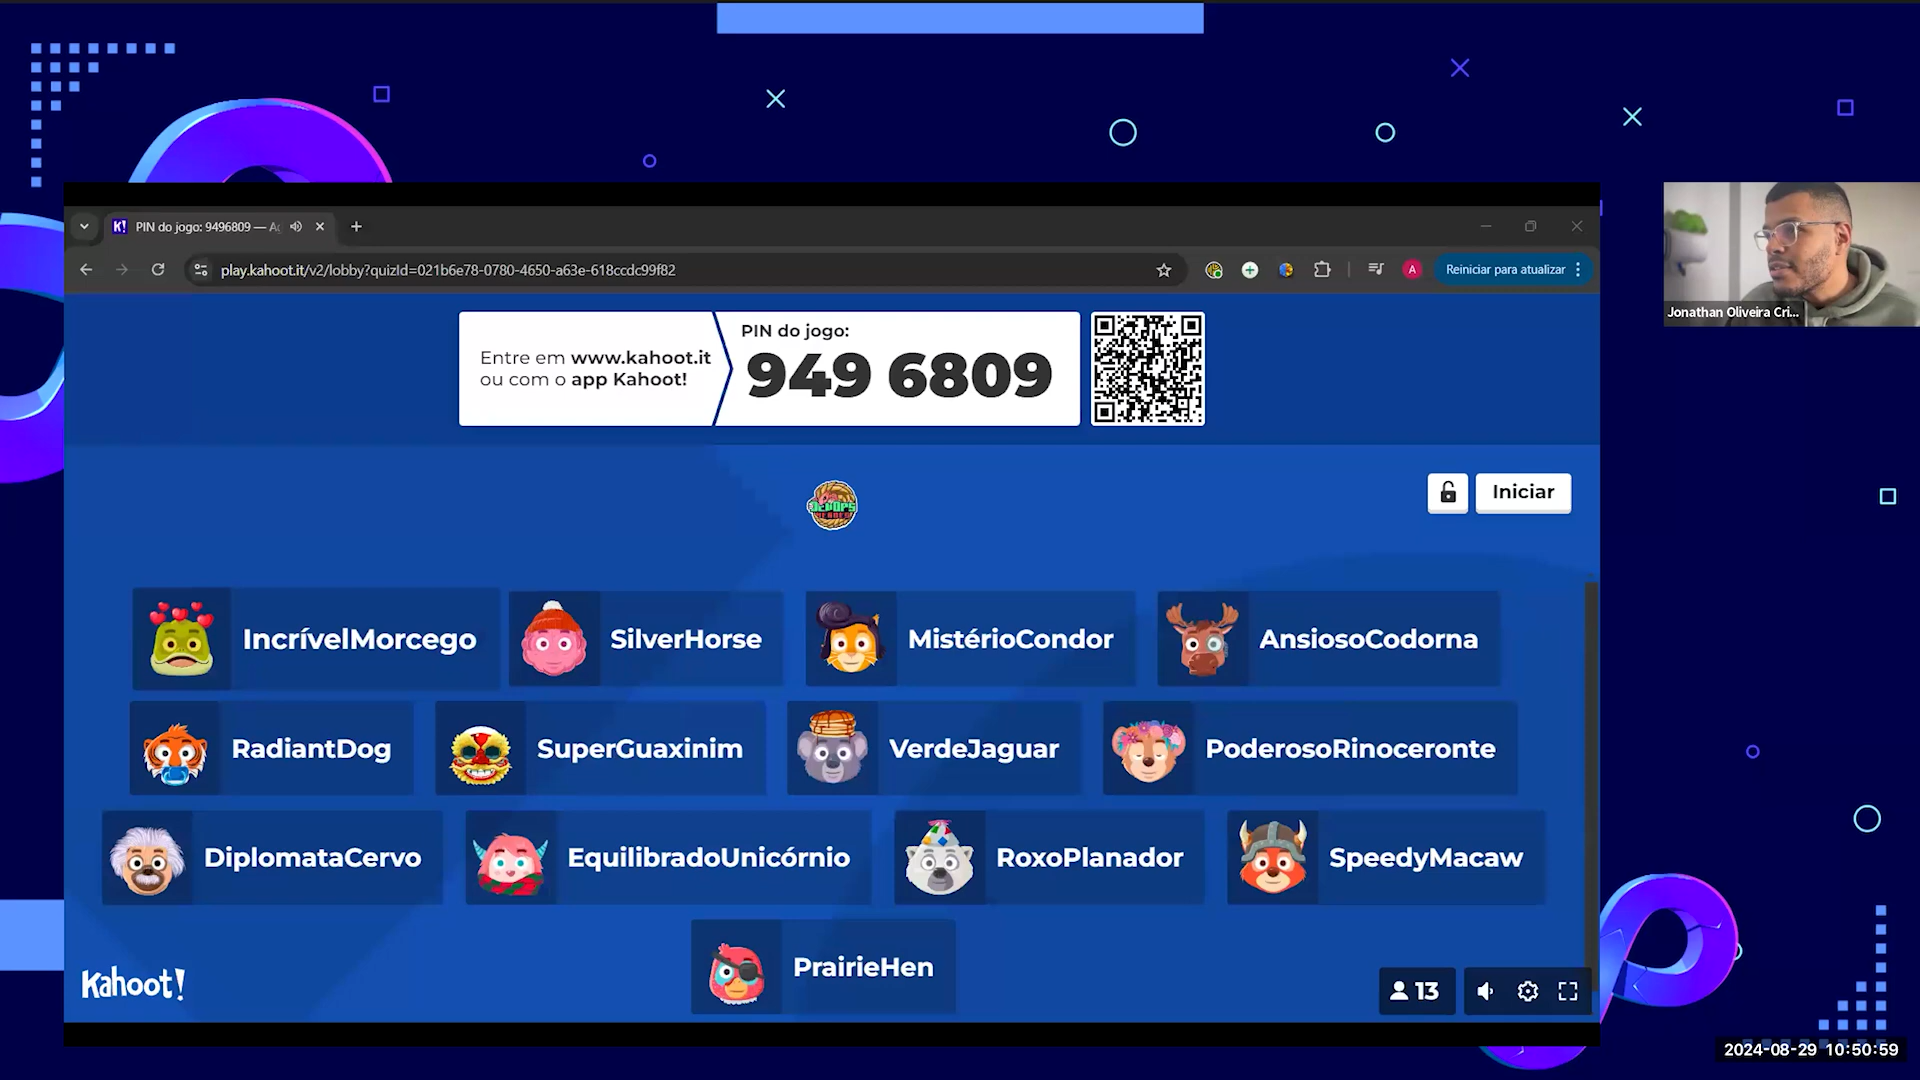 PIN do jogo: 9496809 — Ac
play.kahoot.it/v2/lobby?quizId=021b6e78-0780-4650-a63e-618ccdc99f82
A
Reiniciar para atualizar
Entre em www.kahoot.it
ou com o app Kahoot!
PIN do jogo:
949 6809
Jonathan Oliveira Cri...
DEVOPS
Iniciar
IncrívelMorcego
SilverHorse
MistérioCondor
AnsiosoCodorna
RadiantDog
SuperGuaxinim
VerdeJaguar
PoderosoRinoceronte
DiplomataCervo
EquilibradoUnicórnio
RoxoPlanador
SpeedyMacaw
PrairieHen
Kahoot!
13
2024-08-29 10:50:59